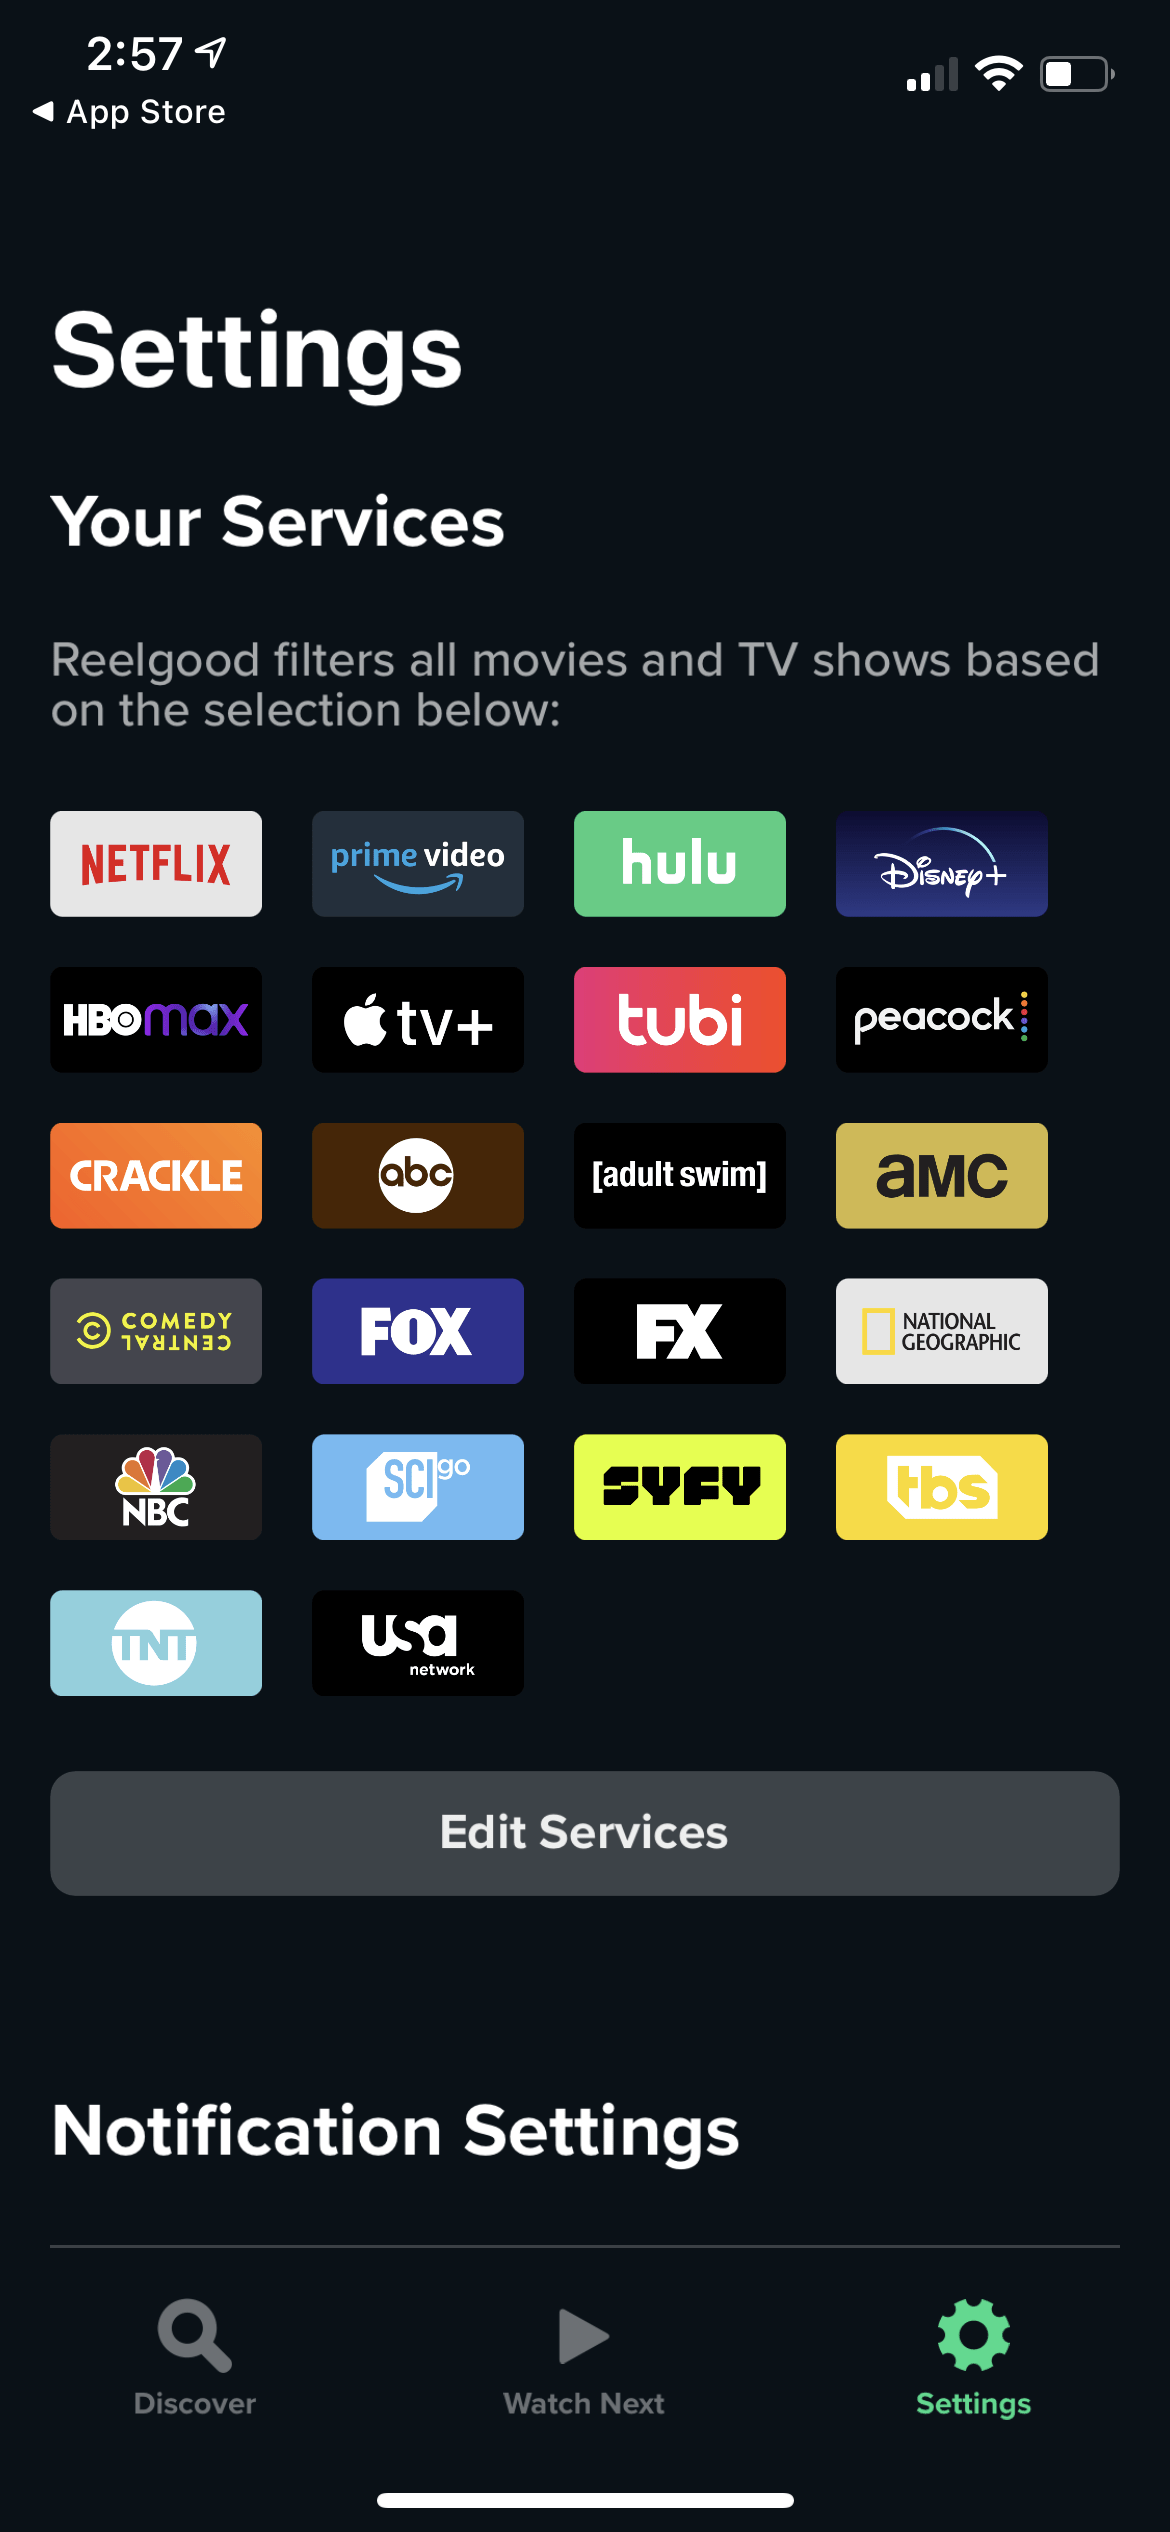 2:57
App Store
Settings
Your Services
Reelgood filters all movies and TV shows based
on the selection below:
NETFLIX
prime video
hulu
Disney+
HBOmax
tv+
tubi
peacock
CRACKLE
abc
[adult swim]
aMC
COMEDY
CENTRAL
FOX
FX
NATIONAL
GEOGRAPHIC
NBC
SCI go
SYFY
tbs
TNT
usa
network
Edit Services
Notification Settings
Discover
Watch Next
Settings